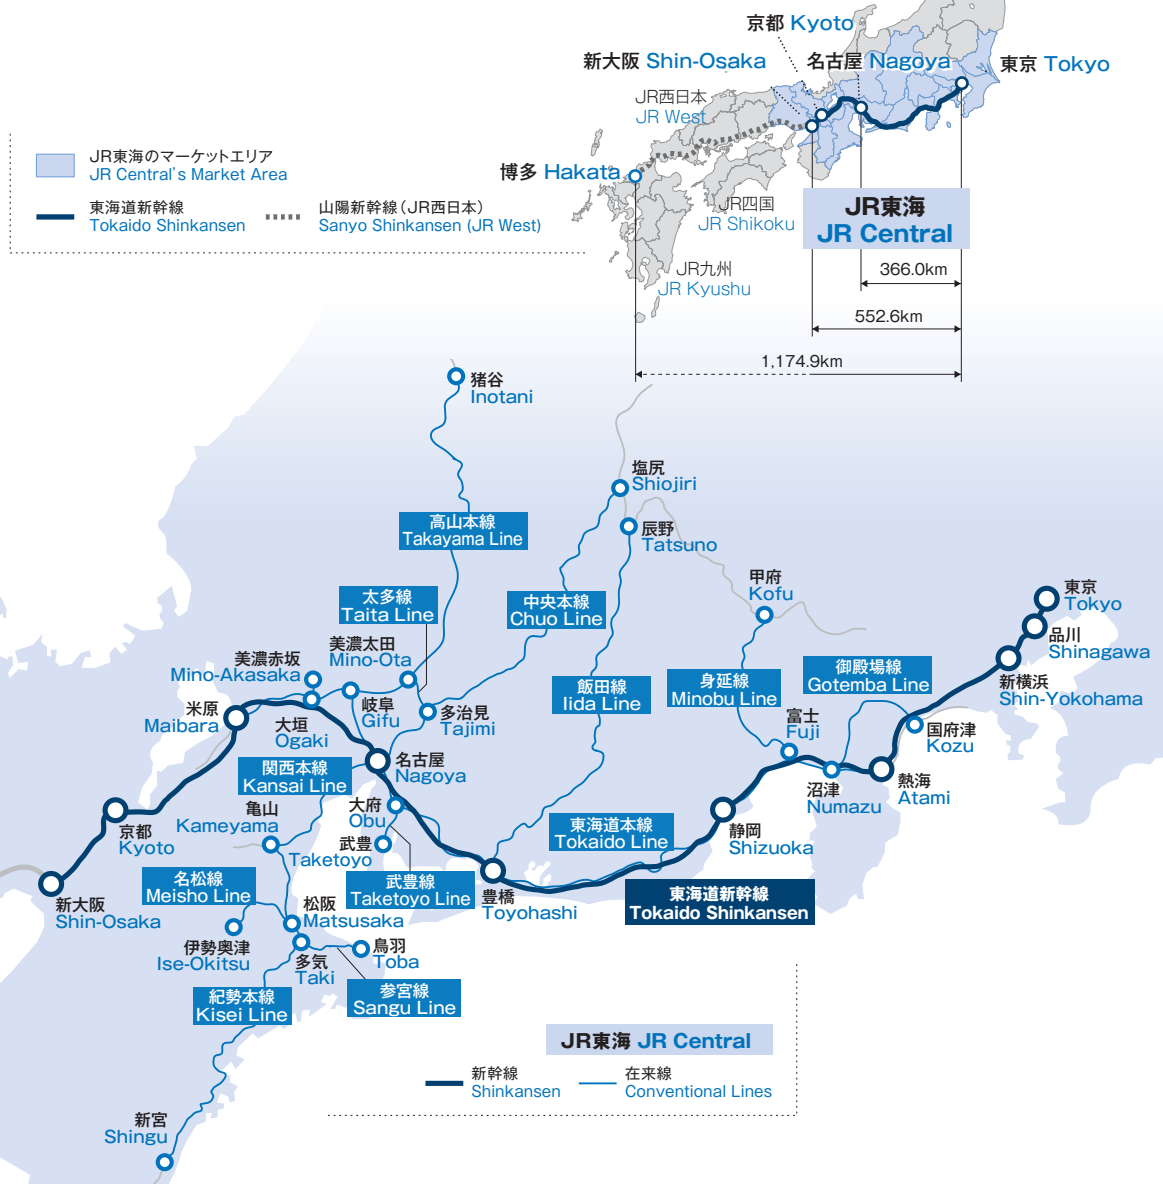 京都 Kyoto
新大阪 Shin-Osaka
名古屋 Nagoya
東京 Tokyo
JR西日本
JR West
博多 Hakata
JR四国
JR Shikoku
JR九州
JR Kyushu
JR東海
JR Central
366.0km
552.6km
1,174.9km
JR東海のマーケットエリア
JR Central's Market Area
東海道新幹線
Tokaido Shinkansen
山陽新幹線(JR西日本)
Sanyo Shinkansen (JR West)
猪谷
Inotani
塩尻
Shiojiri
高山本線
Takayama Line
辰野
Tatsuno
太多線
Taita Line
中央本線
Chuo Line
甲府
Kofu
東京
Tokyo
品川
Shinagawa
美濃太田
Mino-Ota
美濃赤坂
Mino-Akasaka
飯田線
Iida Line
身延線
Minobu Line
御殿場線
Gotemba Line
新横浜
Shin-Yokohama
米原
Maibara
大垣
Ogaki
岐阜
Gifu
多治見
Tajimi
富士
Fuji
国府津
Kozu
関西本線
Kansai Line
名古屋
Nagoya
沼津
Numazu
熱海
Atami
亀山
Kameyama
大府
Obu
京都
Kyoto
武豊
Taketoyo
東海道本線
Tokaido Line
静岡
Shizuoka
名松線
Meisho Line
武豊線
Taketoyo Line
豊橋
Toyohashi
東海道新幹線
Tokaido Shinkansen
新大阪
Shin-Osaka
松阪
Matsusaka
伊勢奥津
Ise-Okitsu
多気
Taki
鳥羽
Toba
紀勢本線
Kisei Line
参宮線
Sangu Line
JR東海 JR Central
新幹線
Shinkansen
在来線
Conventional Lines
新宮
Shingu